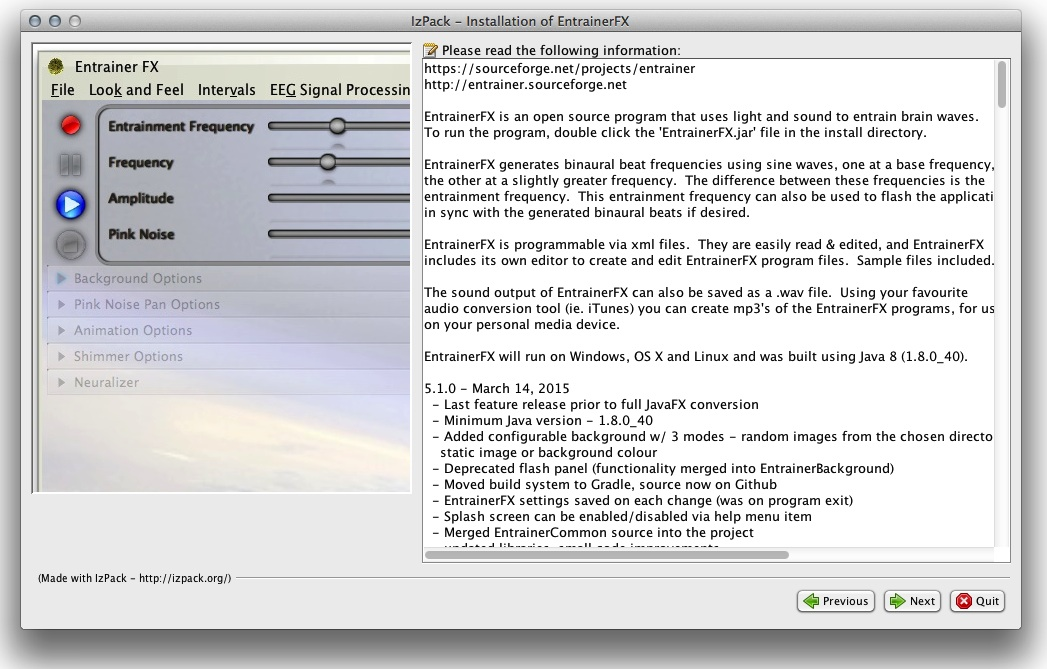 IzPack - Installation of EntrainerFX
Entrainer FX
File Look and Feel Intervals EEG Signal Processin
Entrainment Frequency
Frequency
Amplitude
Pink Noise
Background Options
Pink Noise Pan Options
Animation Options
Shimmer Options
Neuralizer
Please read the following information:
https://sourceforge.net/projects/entrainer
http://entrainer.sourceforge.net
EntrainerFX is an open source program that uses light and sound to entrain brain waves.
To run the program, double click the 'EntrainerFX.jar' file in the install directory.
EntrainerFX generates binaural beat frequencies using sine waves, one at a base frequency,
the other at a slightly greater frequency.  The difference between these frequencies is the
entrainment frequency.  This entrainment frequency can also be used to flash the applicati
in sync with the generated binaural beats if desired.
EntrainerFX is programmable via xml files.  They are easily read & edited, and EntrainerFX
includes its own editor to create and edit EntrainerFX program files.  Sample files included.
The sound output of EntrainerFX can also be saved as a .wav file.  Using your favourite
audio conversion tool (ie. iTunes) you can create mp3's of the EntrainerFX programs, for us
on your personal media device.
EntrainerFX will run on Windows, OS X and Linux and was built using Java 8 (1.8.0_40).
5.1.0 - March 14, 2015
- Last feature release prior to full JavaFX conversion
- Minimum Java version - 1.8.0_40
- Added configurable background w/ 3 modes - random images from the chosen directo
static image or background colour
- Deprecated flash panel (functionality merged into EntrainerBackground)
- Moved build system to Gradle, source now on Github
- EntrainerFX settings saved on each change (was on program exit)
- Splash screen can be enabled/disabled via help menu item
- Merged EntrainerCommon source into the project
- updated libraries, small code improvements
(Made with IzPack - http://izpack.org/)
Previous
Next
Quit